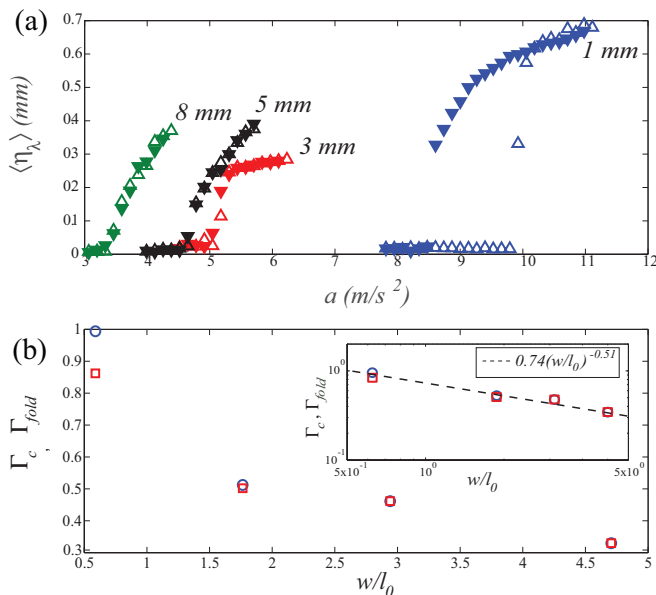 (a)
0.7
0.6
0.5
0.4
0.3
0.2
0.1
0
⟨η_λ⟩ (mm)
8 mm
5 mm
3 mm
1 mm
3 4 5 6 7 8 9 10 11 12
a (m/s ²)
(b)
1
0.9
0.8
0.7
0.6
0.5
0.4
0.3
Γ_c, Γ_fold
0.74(w/l₀)^-0.51
10⁰
10⁻¹
Γ_c, Γ_fold
5x10⁻¹ 10⁰ 5x10⁰
w/l₀
0.5 1 1.5 2 2.5 3 3.5 4 4.5 5
w/l₀